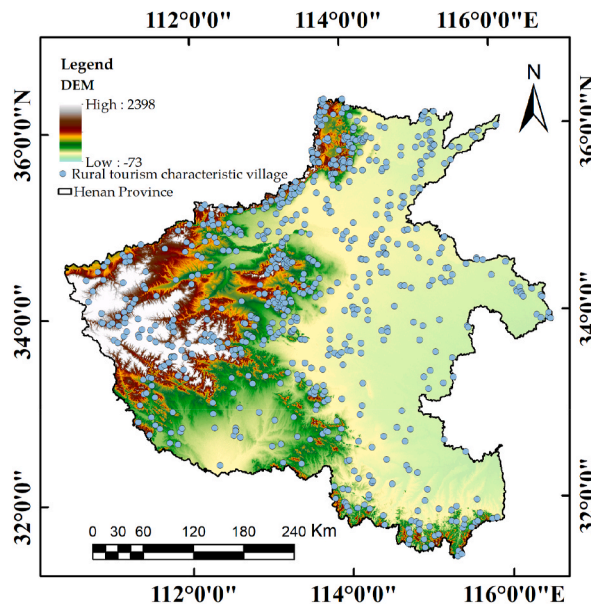 112°0'0" 114°0'0" 116°0'0"
Legend
DEM
High : 2398
Low : -73
Rural tourism characteristic village
Henan Province
N
36°0'0"N
36°0'0"N
34°0'0"
34°0'0"
32°0'0"
32°0'0"
0 30 60 120 180 240 Km
112°0'0" 114°0'0" 116°0'0"